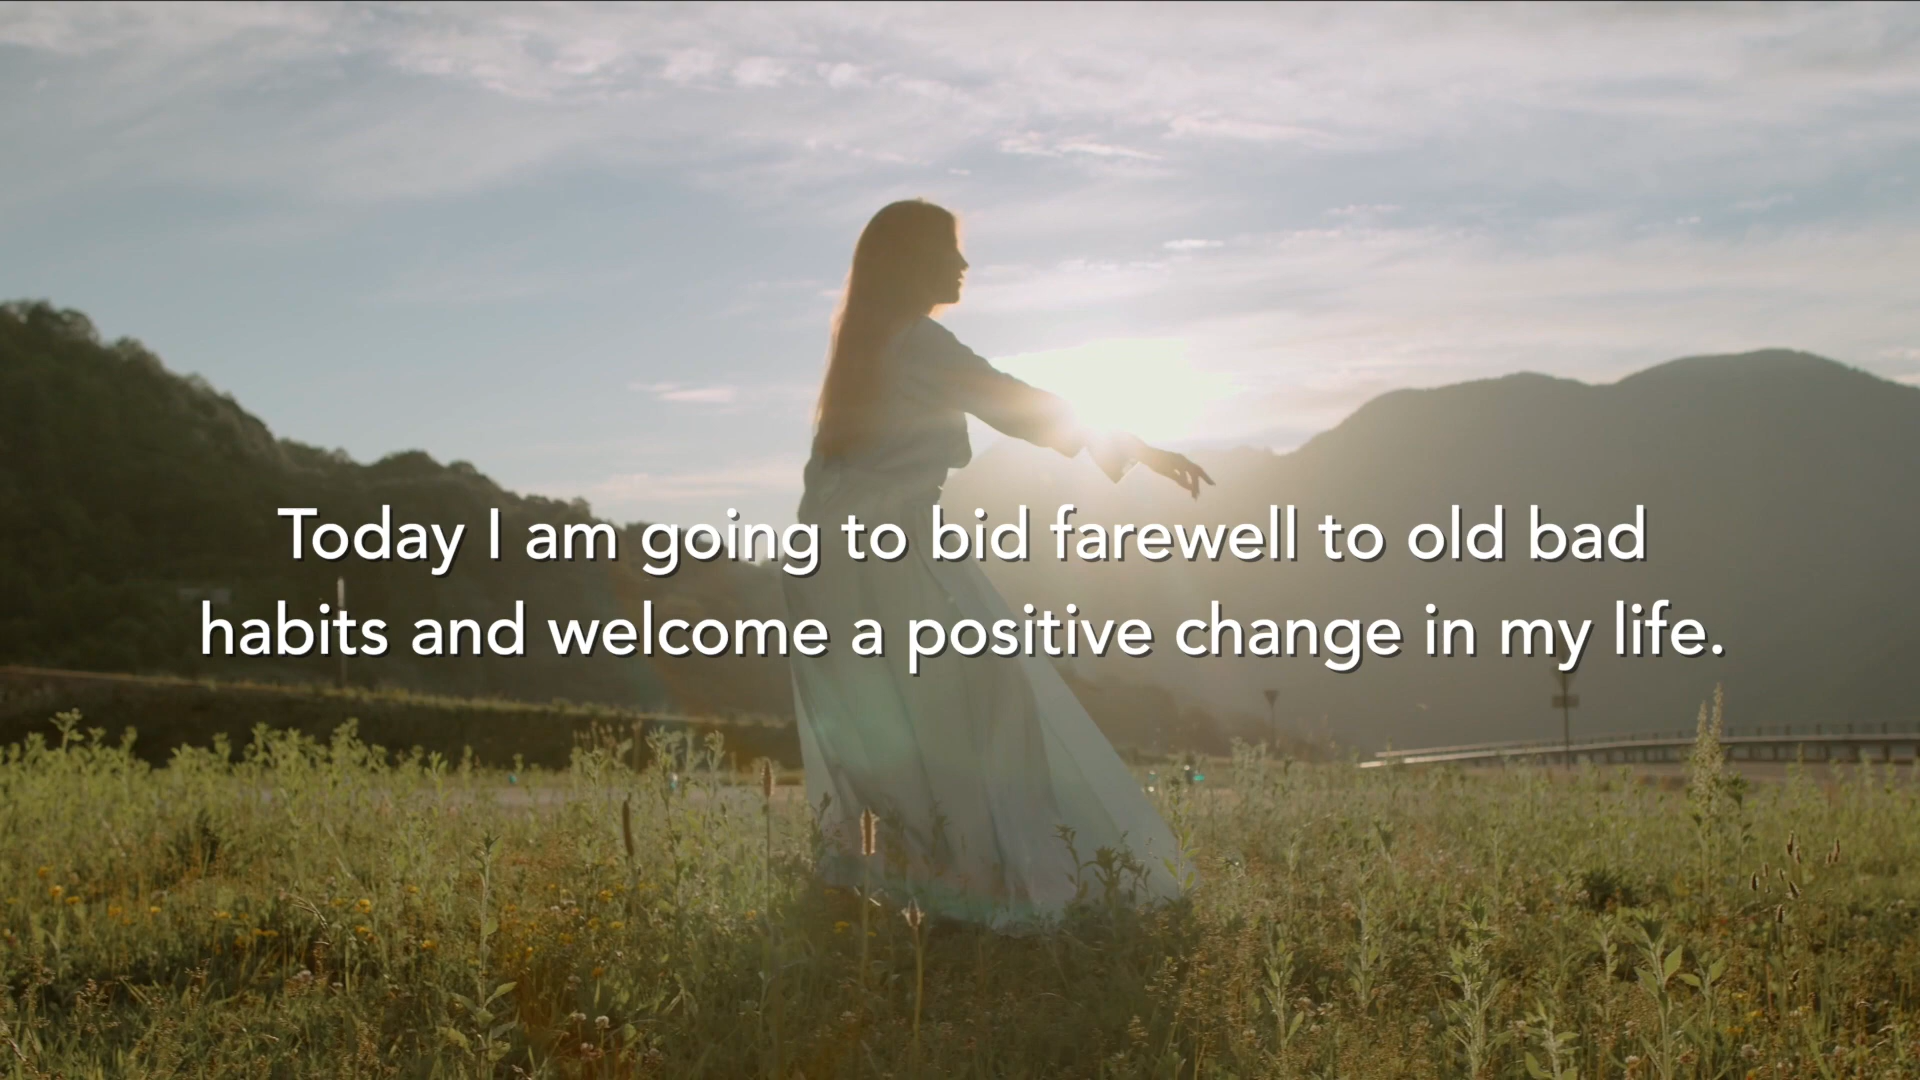 Today I am going to bid farewell to old bad
habits and welcome a positive change in my life.